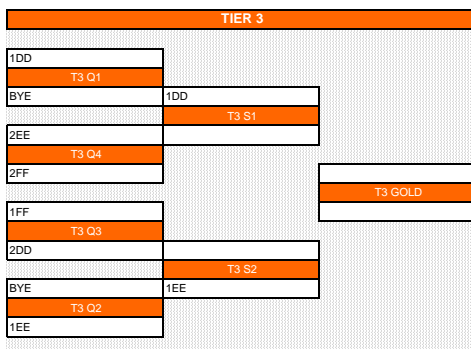 TIER 3
1DD
T3 Q1
BYE
1DD
T3 S1
2EE
T3 Q4
2FF
T3 GOLD
1FF
T3 Q3
2DD
T3 S2
BYE
1EE
T3 Q2
1EE